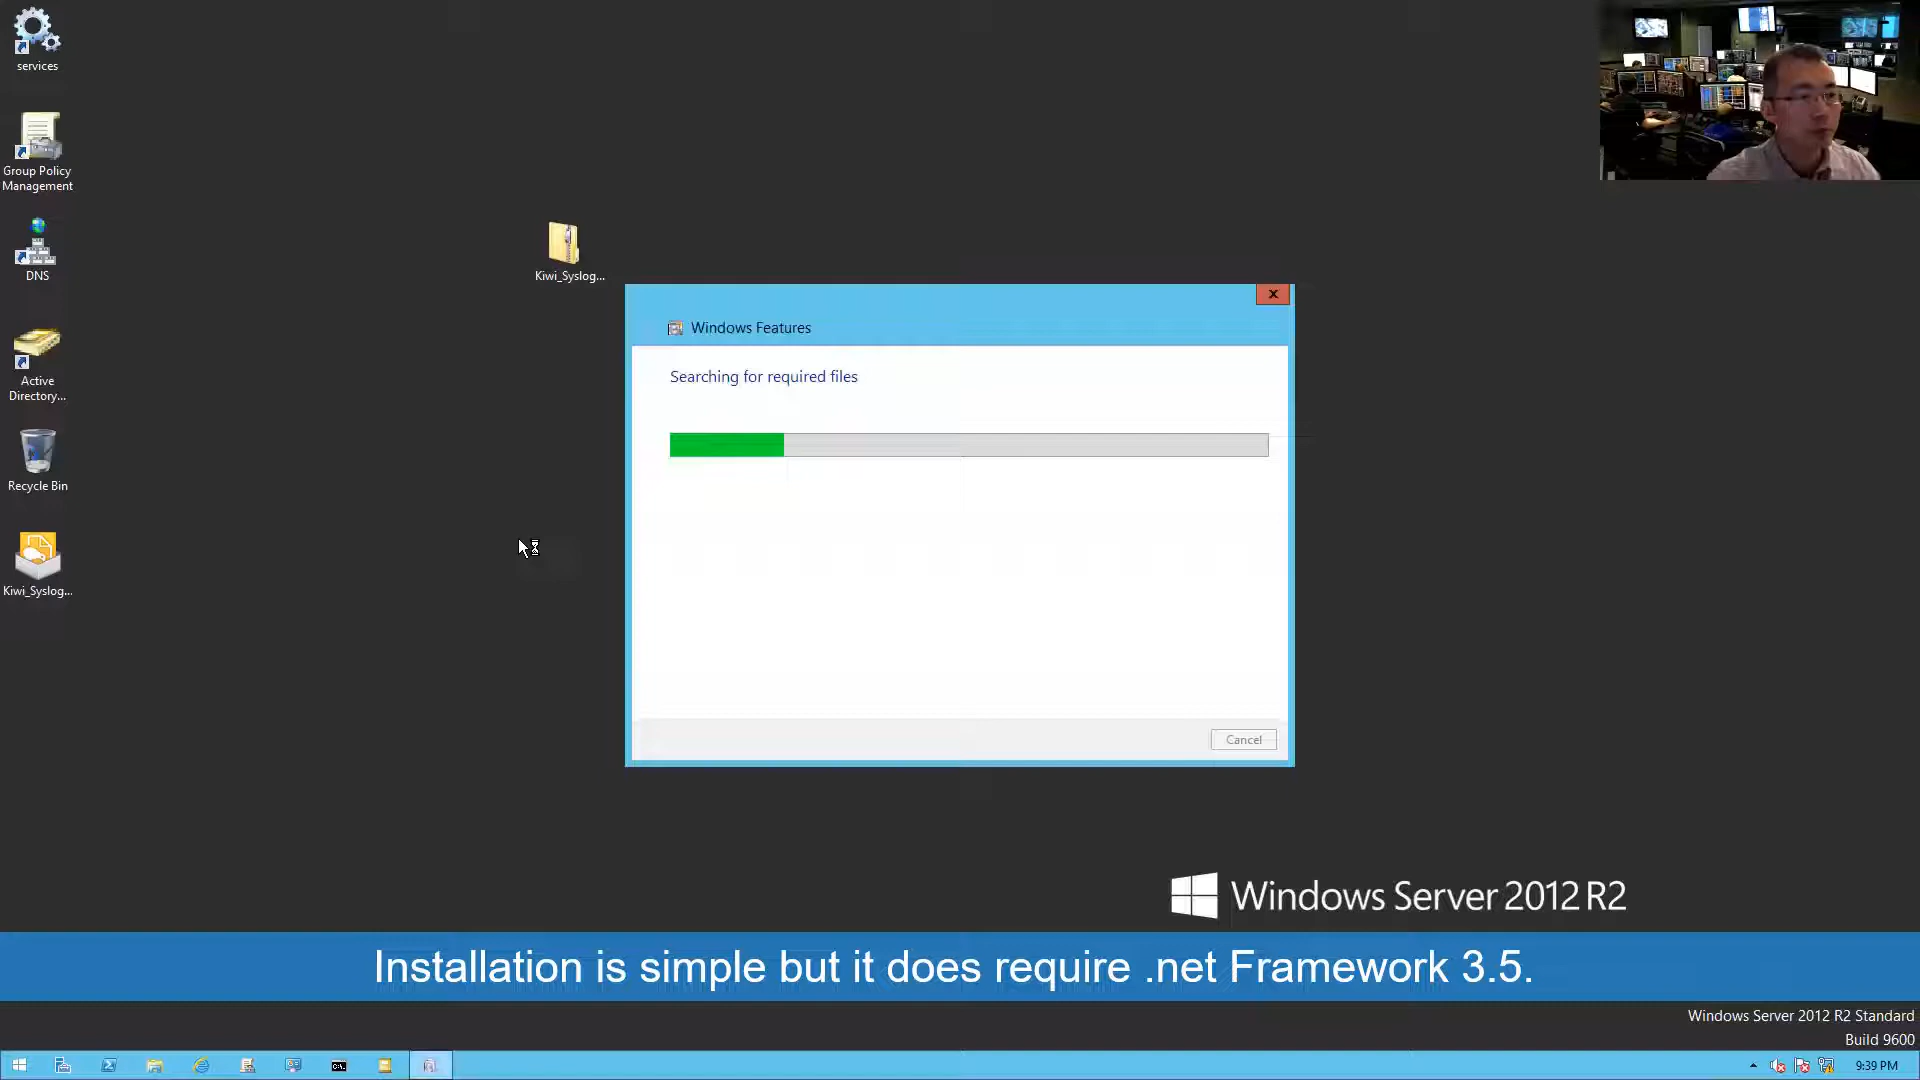 services
Group Policy
Management
DNS
Active
Directory...
Recycle Bin
Kiwi_Syslog...
Kiwi_Syslog...
x
Windows Features
Searching for required files
Cancel
Windows Server 2012 R2
Installation is simple but it does require .net Framework 3.5.
Windows Server 2012 R2 Standard
Build 9600
9:39 PM